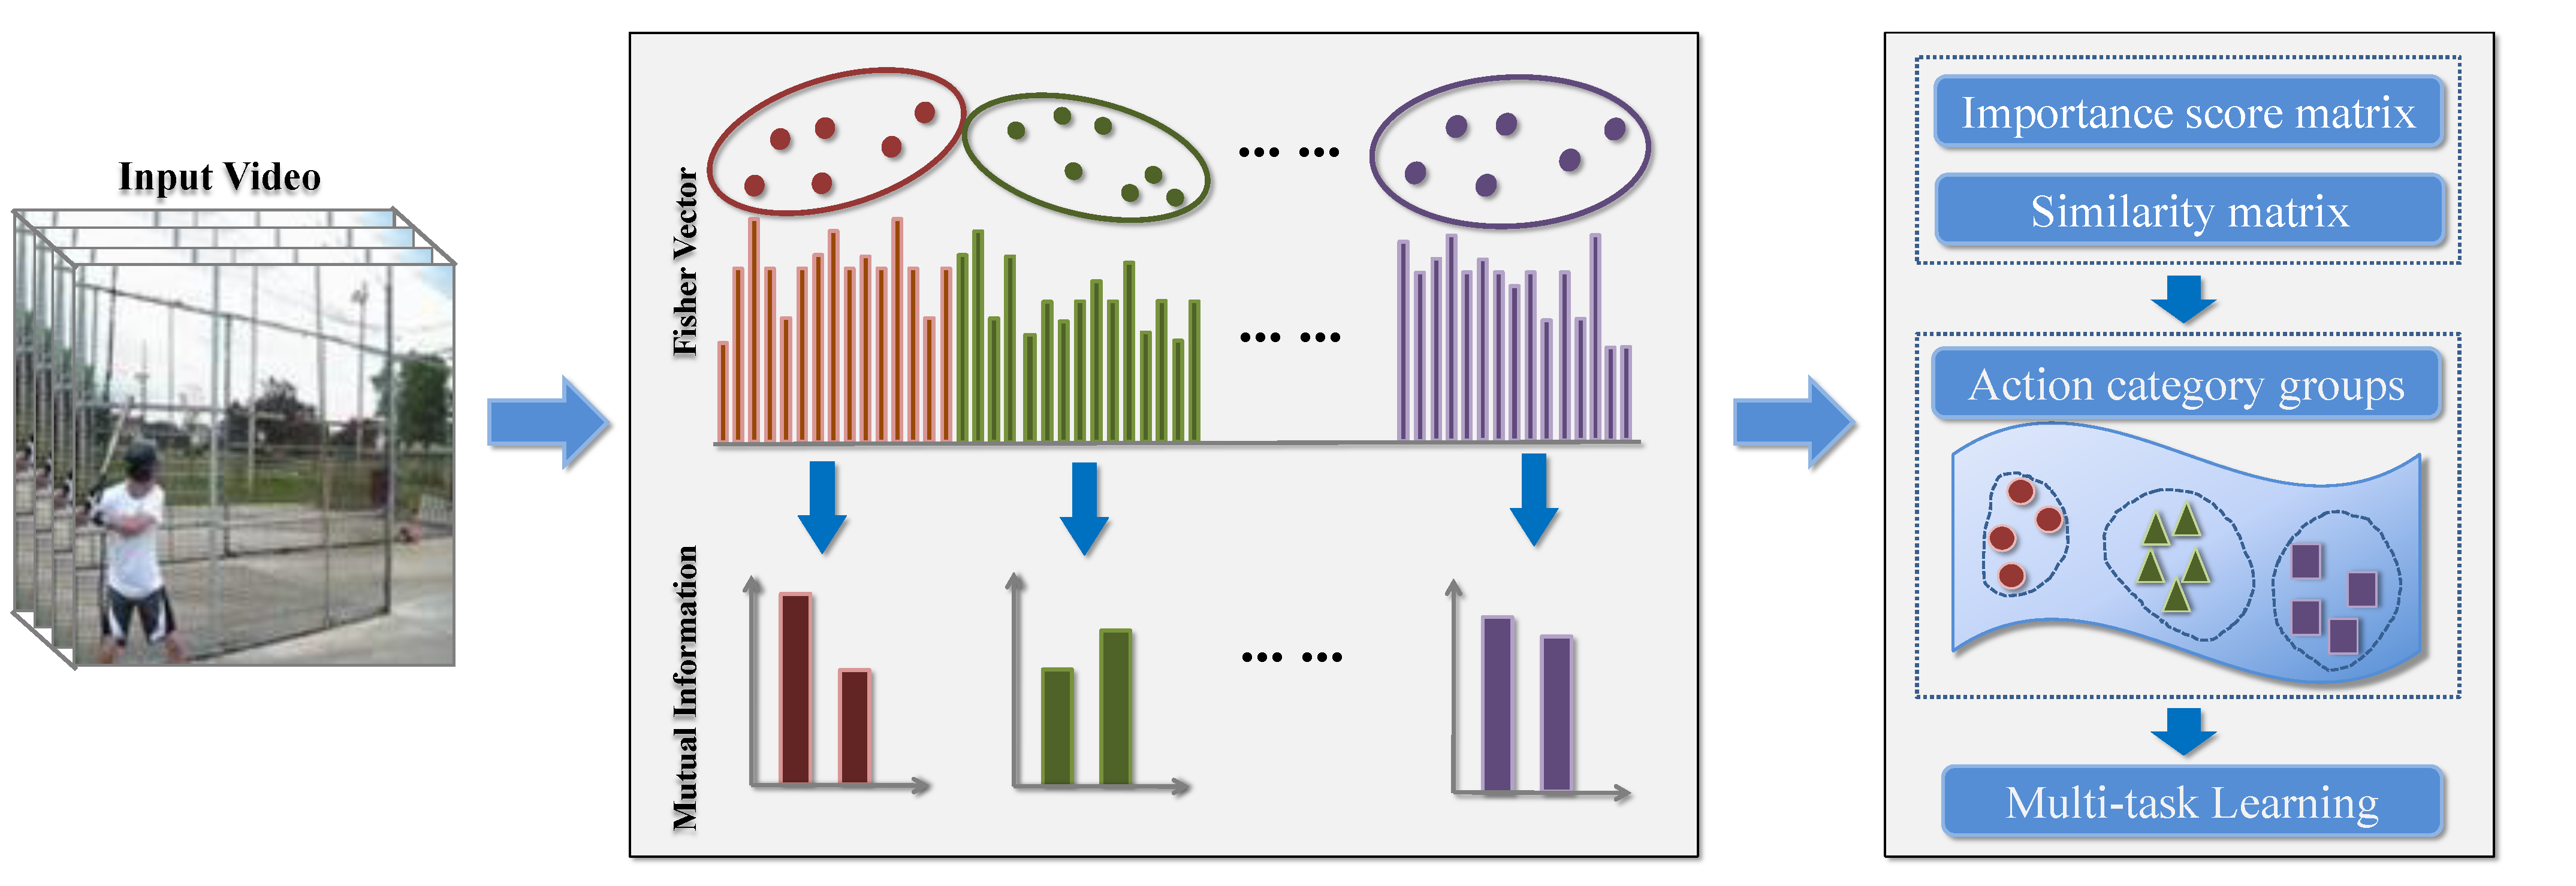 Input Video
Fisher Vector
... ...
... ...
Mutual Information
... ...
Importance score matrix
Similarity matrix
Action category groups
Multi-task Learning